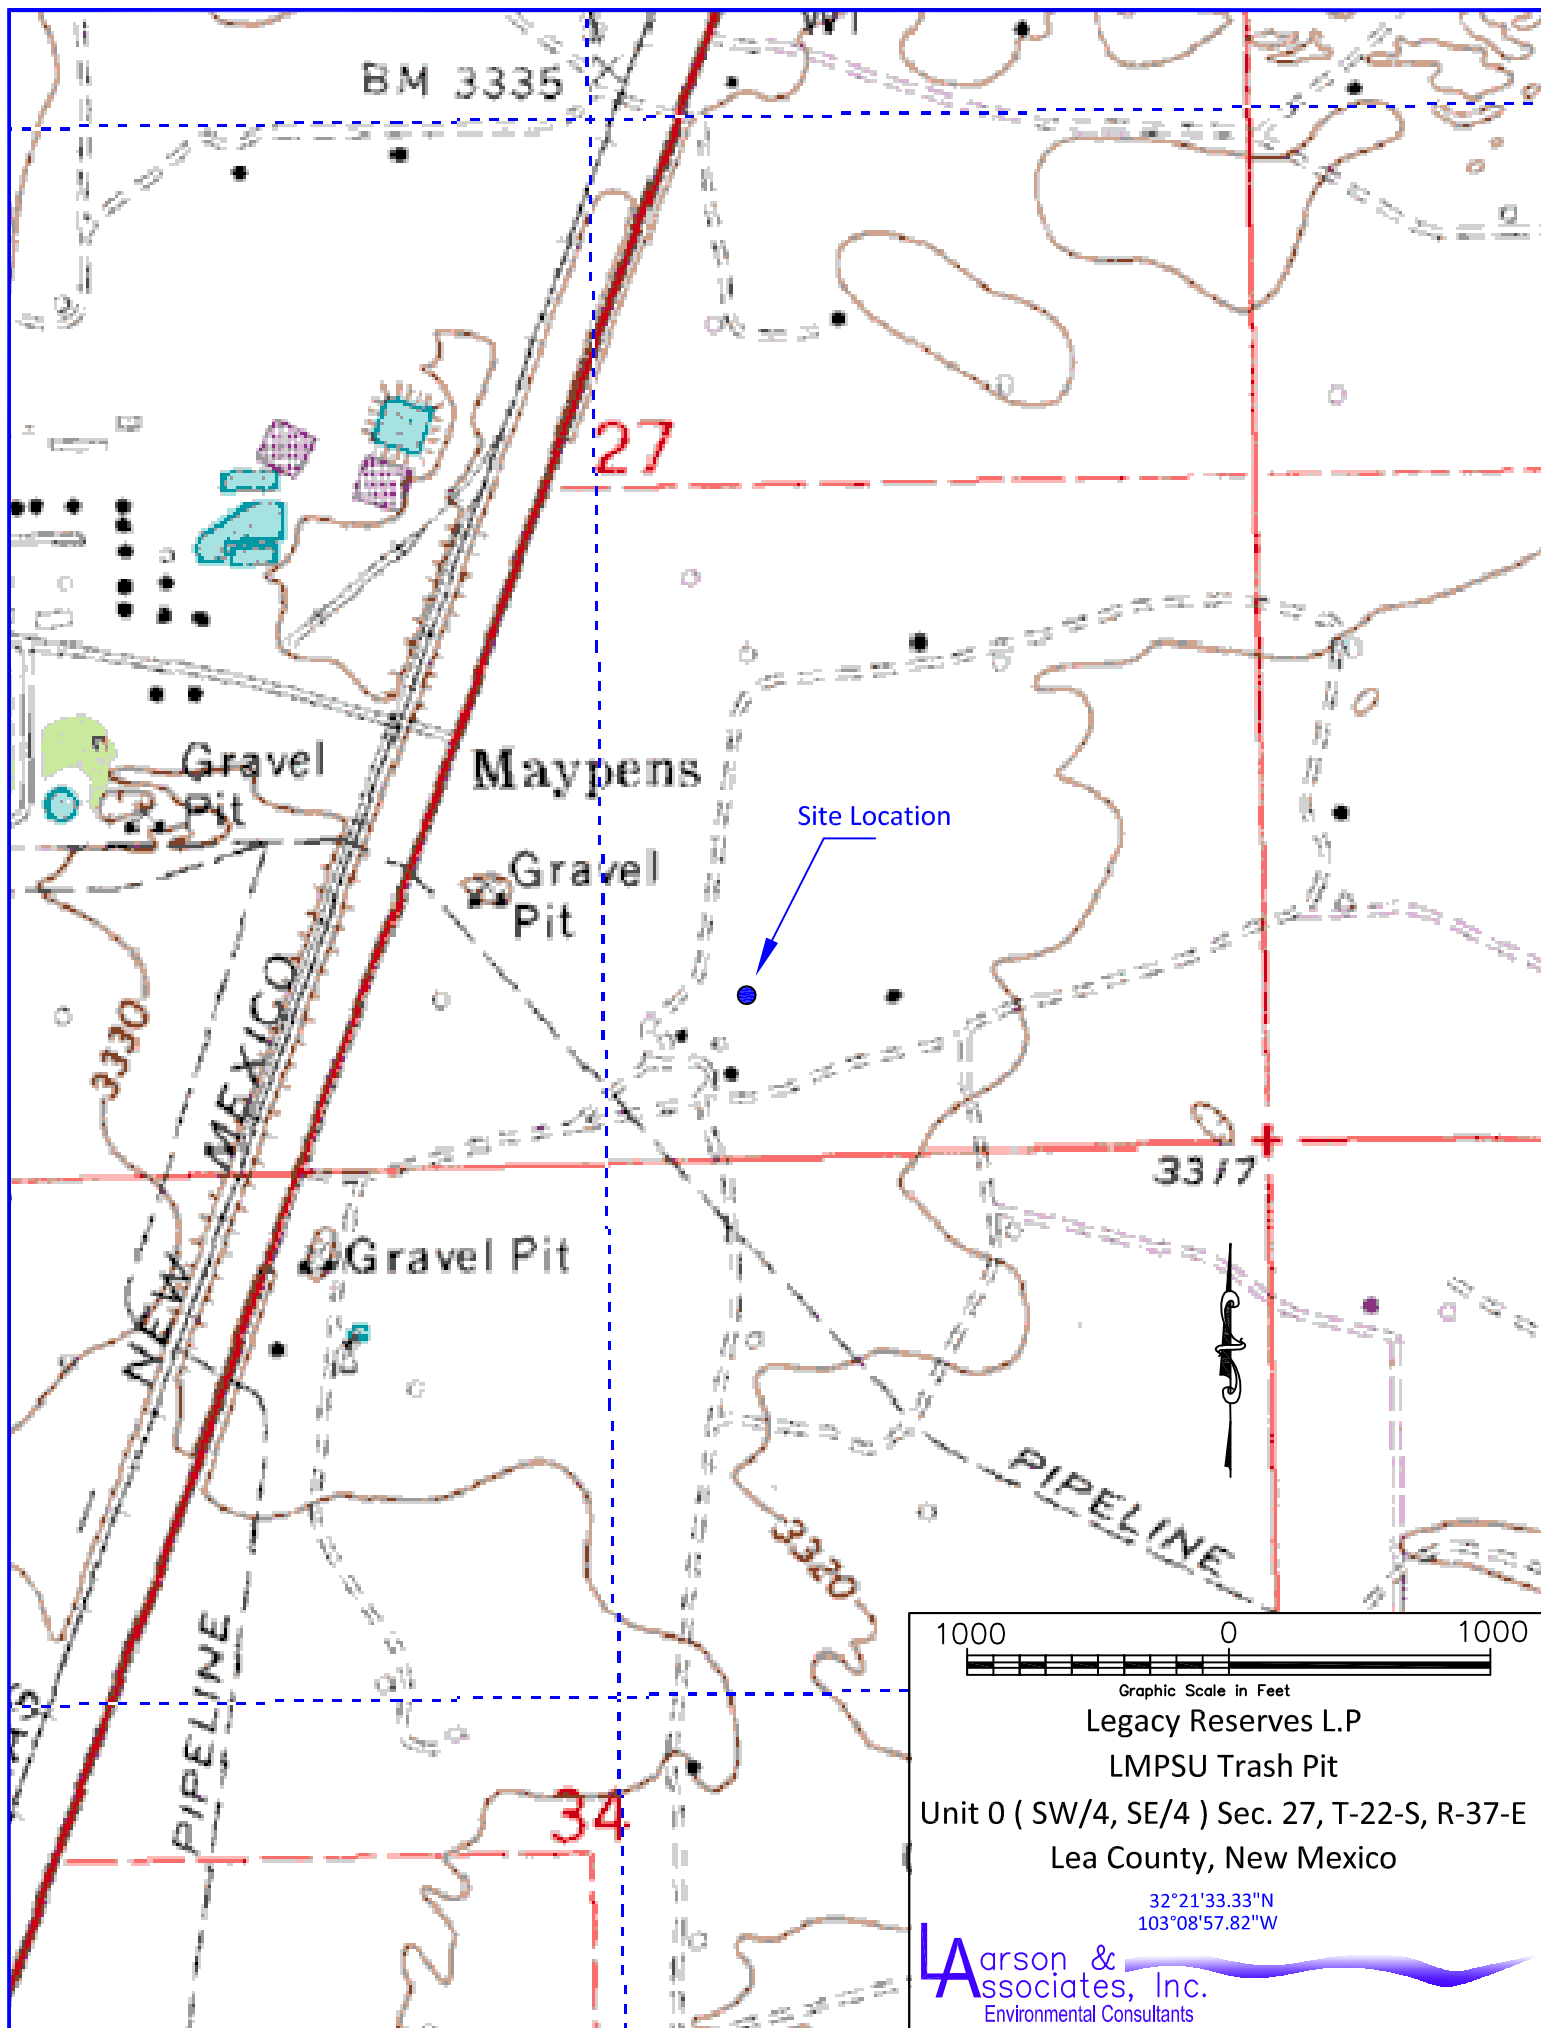 BM 3335
27
Gravel
Pit
Maypens
Site Location
Gravel
Pit
3330
NEW MEXICO
3317
Gravel Pit
PIPELINE
3320
PIPELINE
34
1000 0 1000
Graphic Scale in Feet
Legacy Reserves L.P
LMPSU Trash Pit
Unit 0 ( SW/4, SE/4 ) Sec. 27, T-22-S, R-37-E
Lea County, New Mexico
32°21'33.33"N
103°08'57.82"W
Larson &
Associates, Inc.
Environmental Consultants